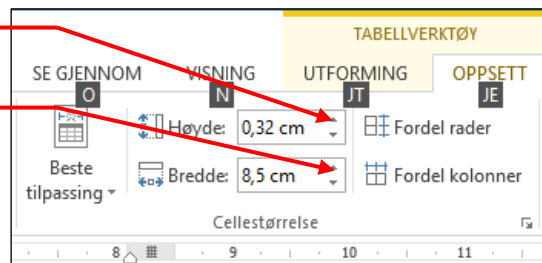 TABELLVERKTØY
SE GJENNOM VISNING UTFORMING OPPSETT
O N JT JE
Høyde: 0,32 cm Fordel rader
Beste tilpassing
Bredde: 8,5 cm Fordel kolonner
Cellestørrelse
8 9 10 11